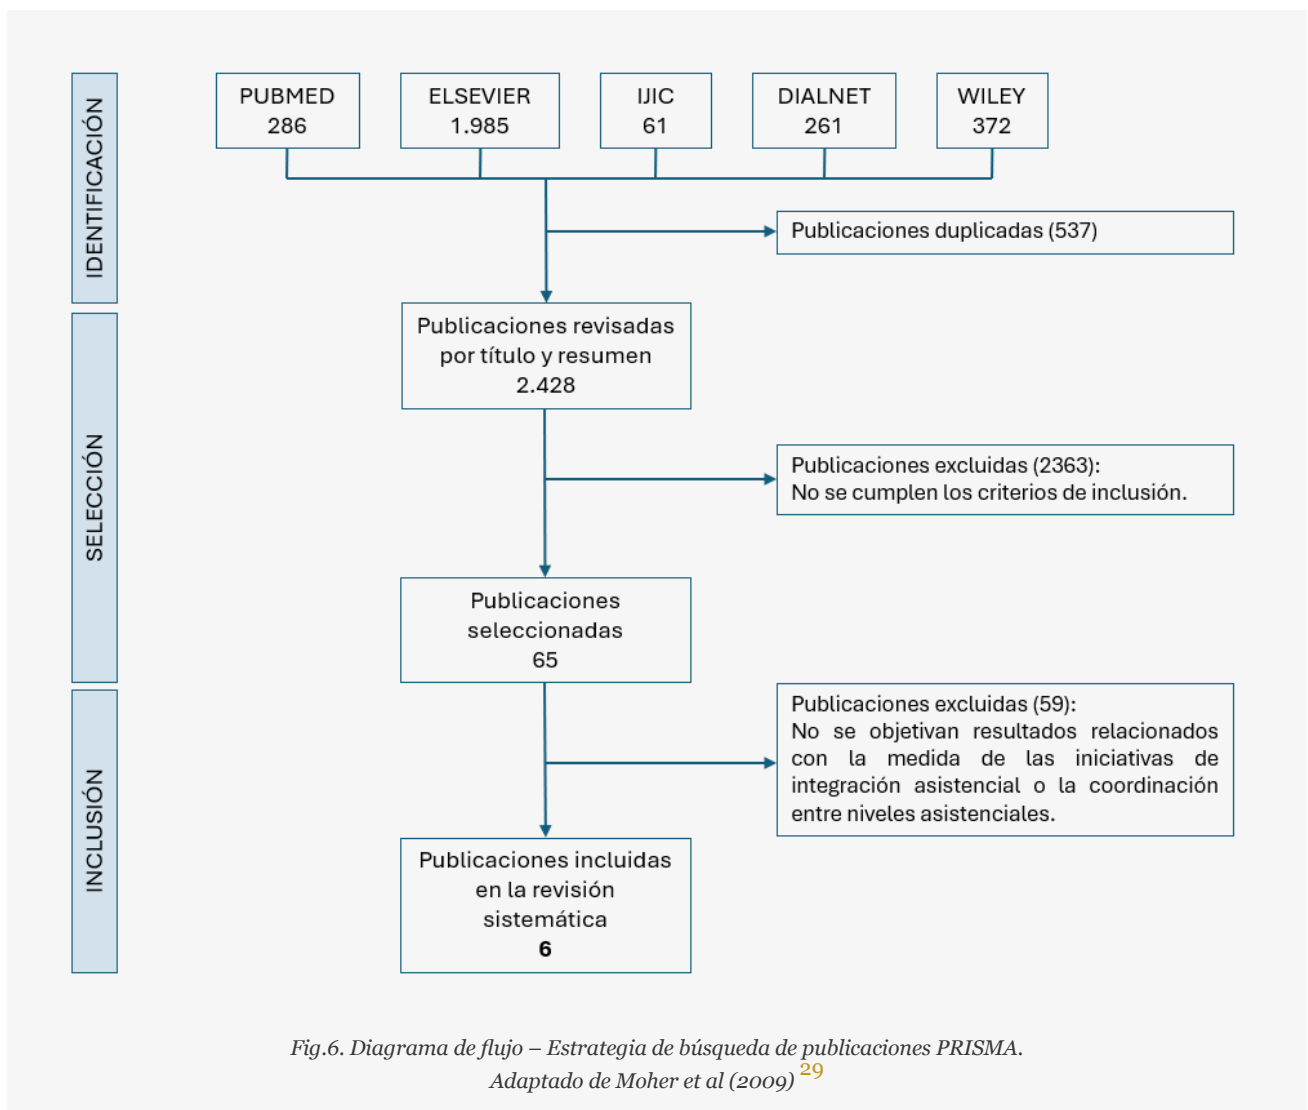 IDENTIFICACIÓN
PUBMED
286
ELSEVIER
1.985
IJIC
61
DIALNET
261
WILEY
372
Publicaciones duplicadas (537)
SELECCIÓN
Publicaciones revisadas
por título y resumen
2.428
Publicaciones excluidas (2363):
No se cumplen los criterios de inclusión.
Publicaciones
seleccionadas
65
INCLUSIÓN
Publicaciones excluidas (59):
No se objetivan resultados relacionados
con la medida de las iniciativas de
integración asistencial o la coordinación
entre niveles asistenciales.
Publicaciones incluidas
en la revisión
sistemática
6
Fig.6. Diagrama de flujo – Estrategia de búsqueda de publicaciones PRISMA.
Adaptado de Moher et al (2009) 29